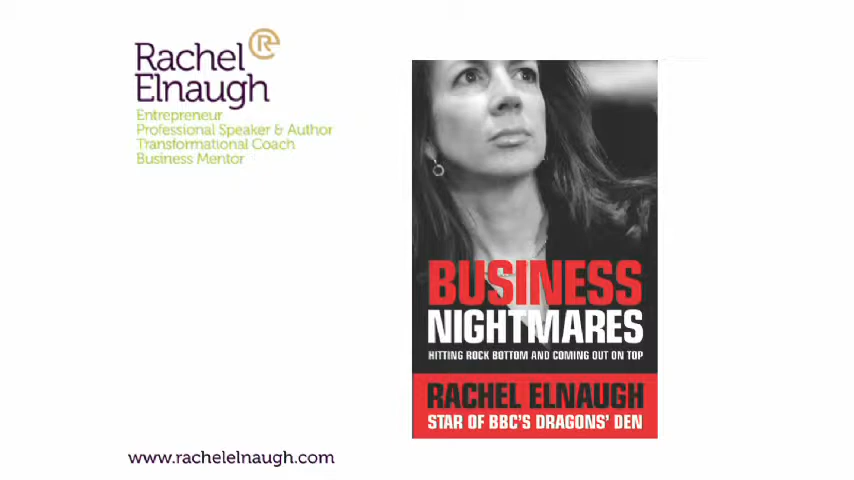 Rachel
Elnaugh
Entrepreneur
Professional Speaker & Author
Transformational Coach
Business Mentor
BUSINESS
NIGHTMARES
HITTING ROCK BOTTOM AND COMING OUT ON TOP
RACHEL ELNAUGH
STAR OF BBC'S DRAGONS' DEN
www.rachelelnaugh.com